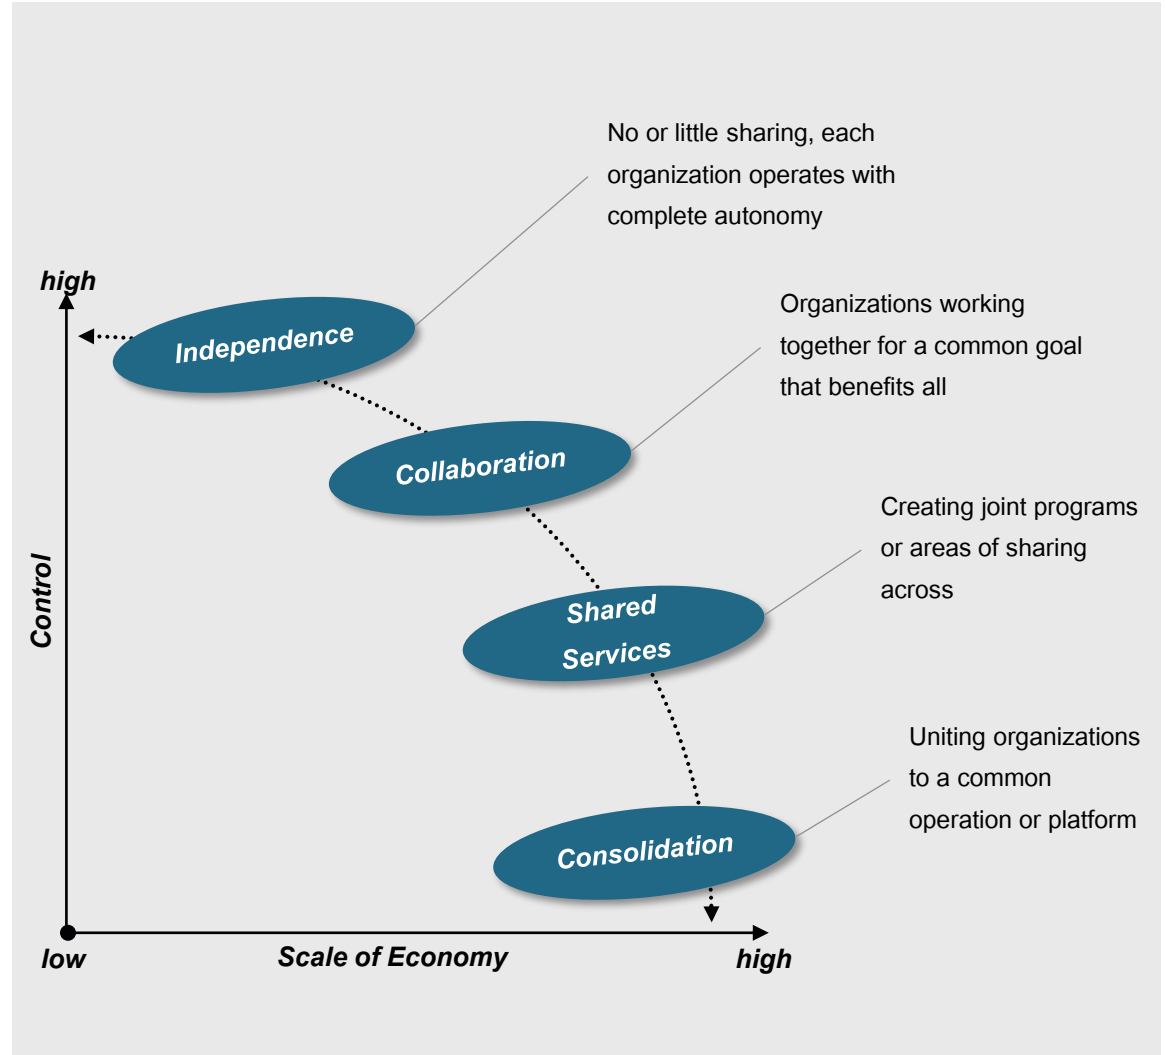 No or little sharing, each
organization operates with
complete autonomy
high
Independence
Organizations working
together for a common goal
that benefits all
Collaboration
Creating joint programs
or areas of sharing
across
Control
Shared
Services
Uniting organizations
to a common
operation or platform
Consolidation
low
Scale of Economy
high